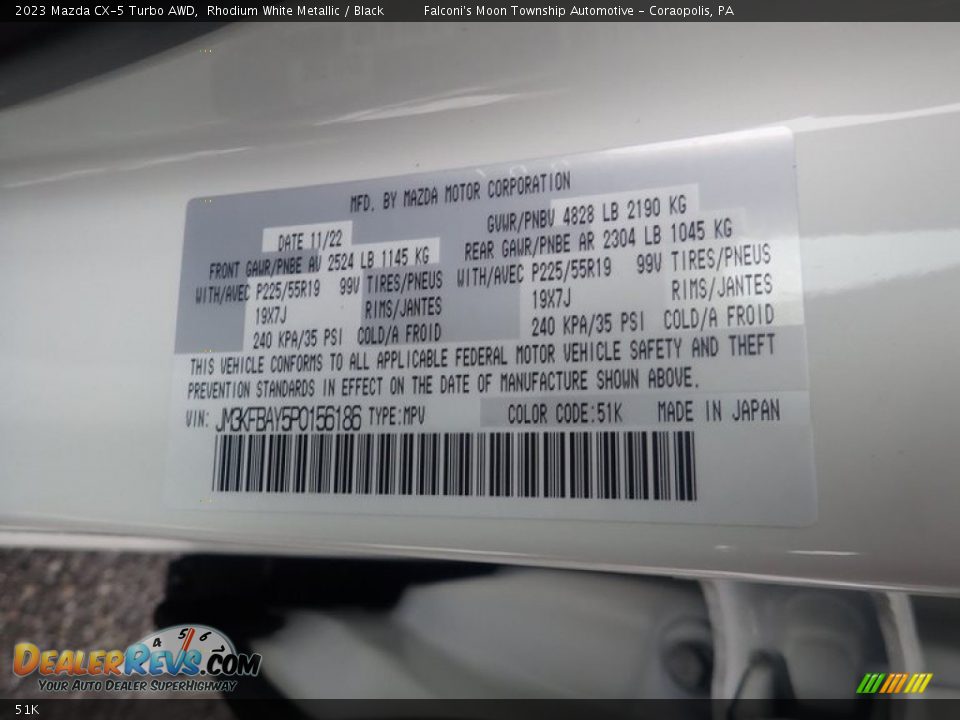 2023 Mazda CX-5 Turbo AWD, Rhodium White Metallic / Black Falconi's Moon Township Automotive - Coraopolis, PA
MFD. BY MAZDA MOTOR CORPORATION
DATE 11/22 GVWR/PNBV 4828 LB 2190 KG
FRONT GAWR/PNBE AV 2524 LB 1145 KG REAR GAWR/PNBE AR 2304 LB 1045 KG
WITH/AVEC P225/55R19 99V TIRES/PNEUS WITH/AVEC P225/55R19 99V TIRES/PNEUS
19X7J RIMS/JANTES 19X7J RIMS/JANTES
240 KPA/35 PSI COLD/A FROID 240 KPA/35 PSI COLD/A FROID
THIS VEHICLE CONFORMS TO ALL APPLICABLE FEDERAL MOTOR VEHICLE SAFETY AND THEFT
PREVENTION STANDARDS IN EFFECT ON THE DATE OF MANUFACTURE SHOWN ABOVE.
VIN: JM3KFBAY5P0156186 TYPE:MPV COLOR CODE:51K MADE IN JAPAN
4 5 6
DEALERREVS.COM
YOUR AUTO DEALER SUPERHIGHWAY
51K